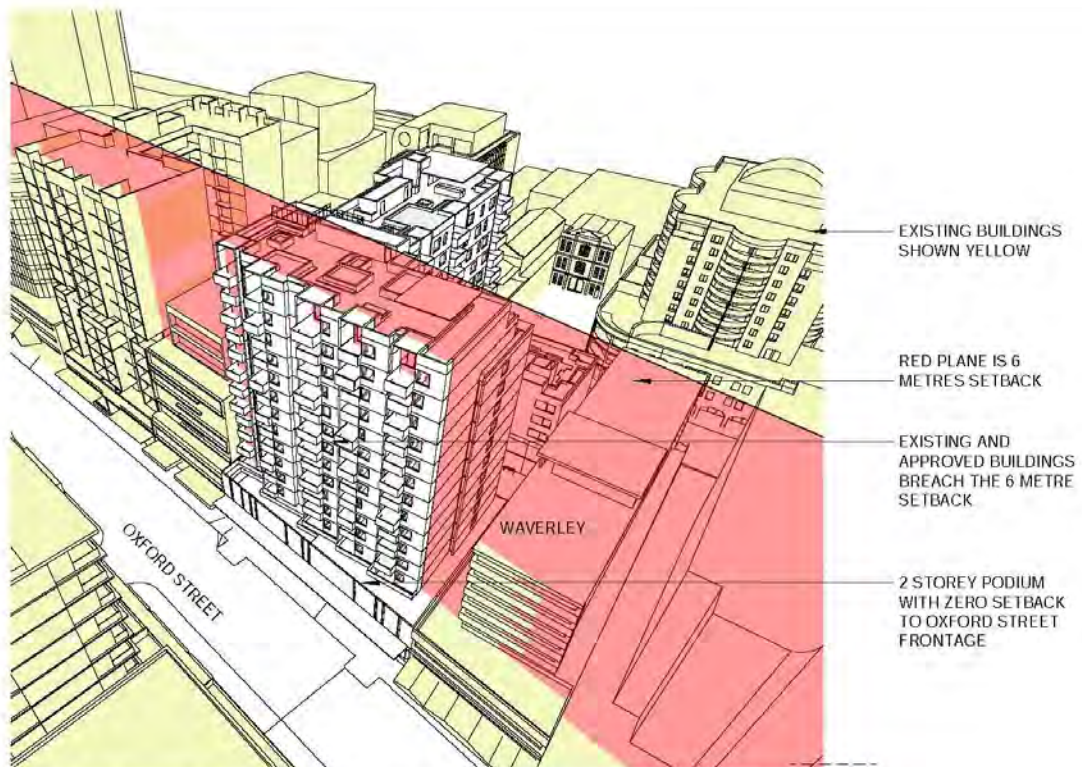 EXISTING BUILDINGS
SHOWN YELLOW
RED PLANE IS 6
METRES SETBACK
EXISTING AND
APPROVED BUILDINGS
BREACH THE 6 METRE
SETBACK
WAVERLEY
OXFORD STREET
2 STOREY PODIUM
WITH ZERO SETBACK
TO OXFORD STREET
FRONTAGE